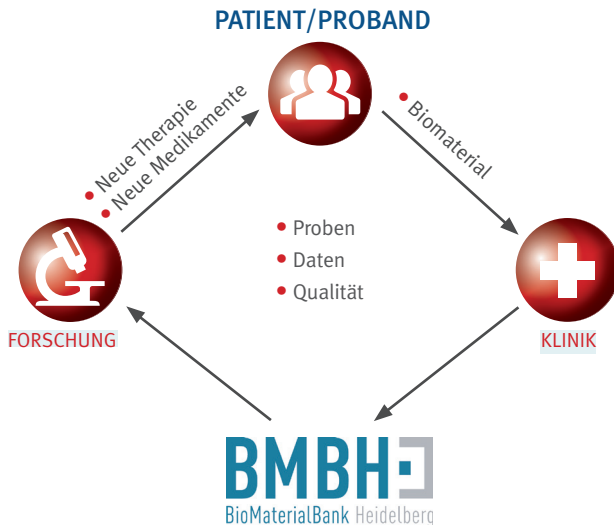 PATIENT/PROBAND
Neue Therapie
Neue Medikamente
Biomaterial
Proben
Daten
Qualität
FORSCHUNG
KLINIK
BMBH
BioMaterialBank Heidelberg